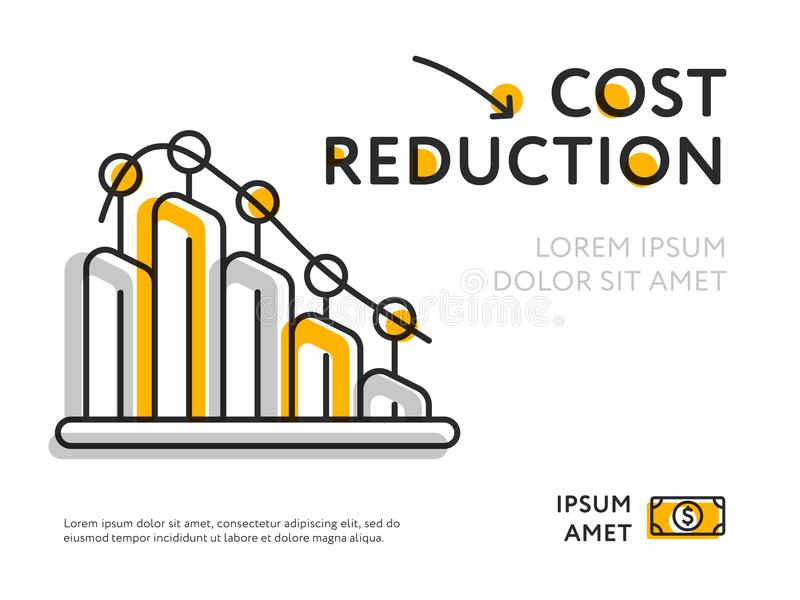 COST
REDUCTION
LOREM IPSUM
DOLOR SIT AMET
dreamstime.
IPSUM
AMET
$
Lorem ipsum dolor sit amet, consectetur adipiscing elit, sed do
eiusmod tempor incididunt ut labore et dolore magna aliqua.